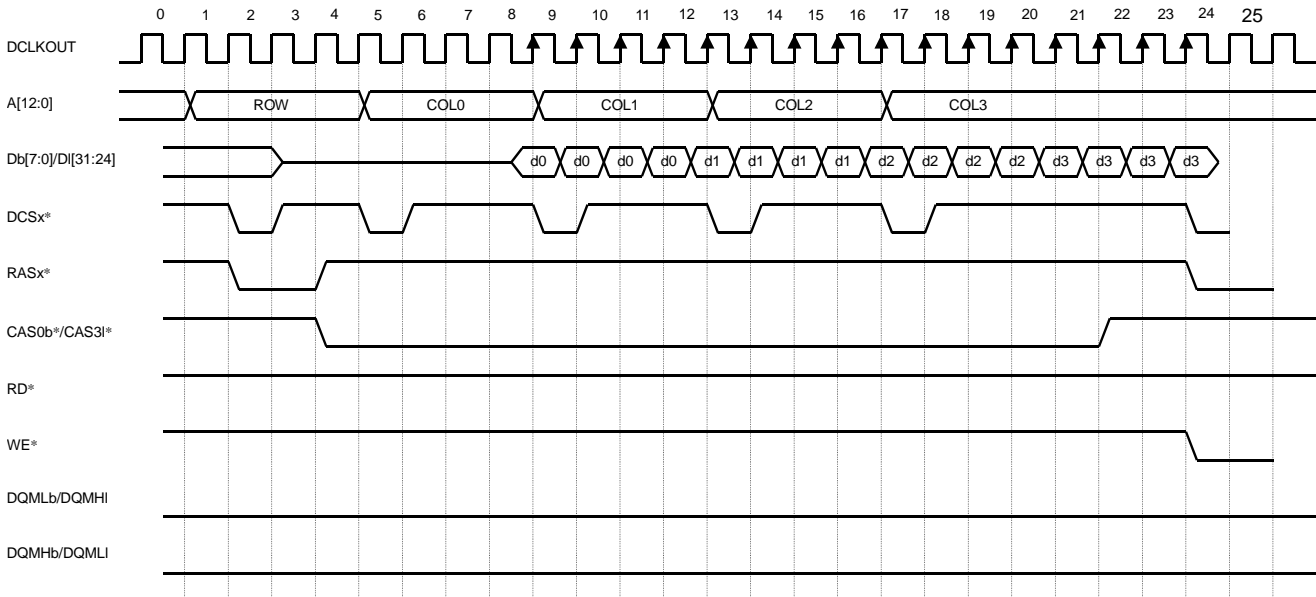 0 1 2 3 4 5 6 7 8 9 10 11 12 13 14 15 16 17 18 19 20 21 22 23 24 25
DCLKOUT
A[12:0] ROW COL0 COL1 COL2 COL3
Db[7:0]/Dl[31:24] d0 d0 d0 d0 d1 d1 d1 d1 d2 d2 d2 d2 d3 d3 d3 d3
DCSx*
RASx*
CAS0b*/CAS3l*
RD*
WE*
DQMLb/DQMHl
DQMHb/DQMLl